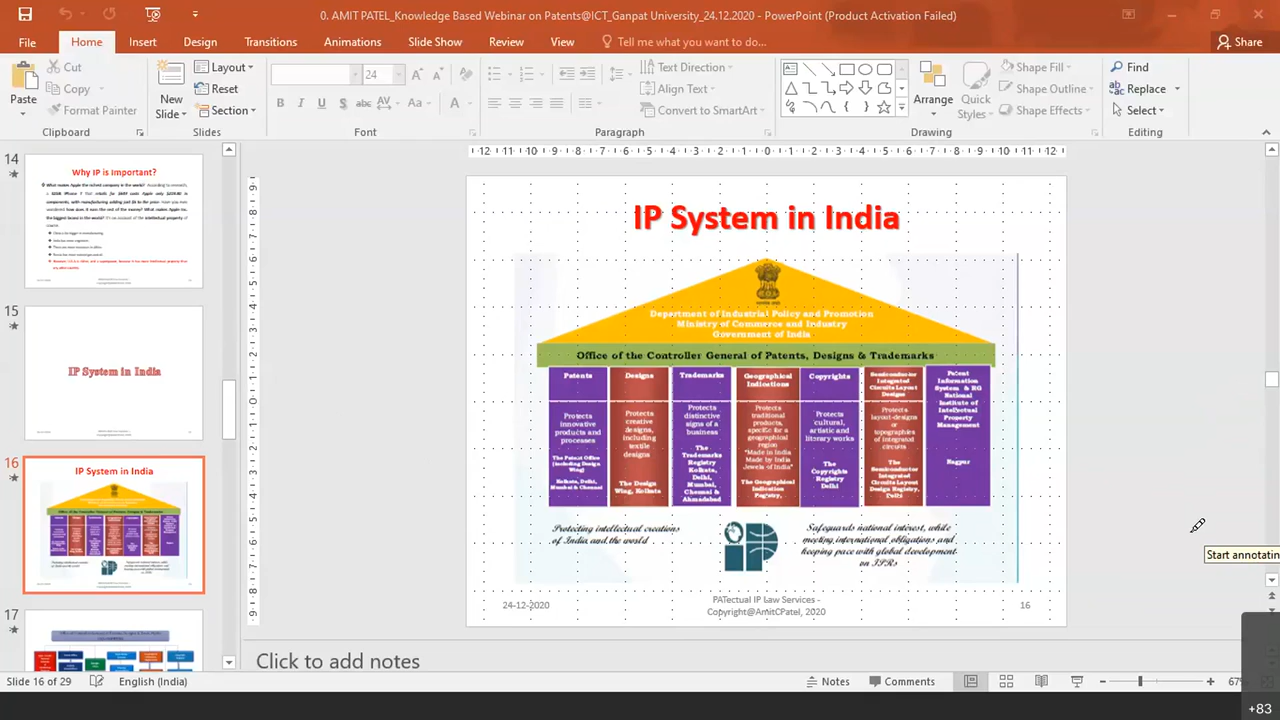 0. AMIT PATEL_Knowledge Based Webinar on Patents@ICT_Ganpat University_24.12.2020 - PowerPoint (Product Activation Failed)
File Home Insert Design Transitions Animations Slide Show Review View Tell me what you want to do... Share
Paste
Cut
Copy
Format Painter
Clipboard
New Slide
Layout
Reset
Section
Slides
24
Font
Text Direction
Align Text
Convert to SmartArt
Paragraph
Arrange
Quick Styles
Shape Fill
Shape Outline
Shape Effects
Drawing
Find
Replace
Select
Editing
14
Why IP is Important?
15
IP System in India
16
IP System in India
17
IP System in India
Department of Industrial Policy and Promotion
Ministry of Commerce and Industry
Government of India
Office of the Controller General of Patents, Designs & Trademarks
Patents
Protects
innovative
products and
processes
The Patent Office
(including Design
Wing)
Kolkata, Delhi,
Mumbai & Chennai
Designs
Protects
creative
designs,
including
textile
designs
The Design
Wing, Kolkata
Trademarks
Protects
distinctive
signs of a
business
The
Trademarks
Registry
Kolkata,
Delhi,
Mumbai,
Chennai &
Ahmadabad
Geographical
Indications
Protects
traditional
products,
specific for a
geographical
region
"Made in India
Made by India
Jewels of India"
The Geographical
Indication
Registry,
Copyrights
Protects
cultural,
artistic and
literary works
The
Copyrights
Registry
Delhi
Semiconductor
Integrated
Circuits Layout
Designs
Protects
layout-designs
or
topographies
of integrated
circuits
The
Semiconductor
Integrated
Circuits Layout
Design Registry,
Delhi
Patent
Information
System & RG
National
Institute of
Intellectual
Property
Management
Nagpur
Protecting intellectual creations
of India and the world
Safeguards national interest, while
meeting international obligations and
keeping pace with global development
on IPRs
24-12-2020
PATectual IP Law Services -
Copyright@AmitCPatel, 2020
16
Start annotatin
Click to add notes
Slide 16 of 29 English (India) Notes Comments 67%
+83